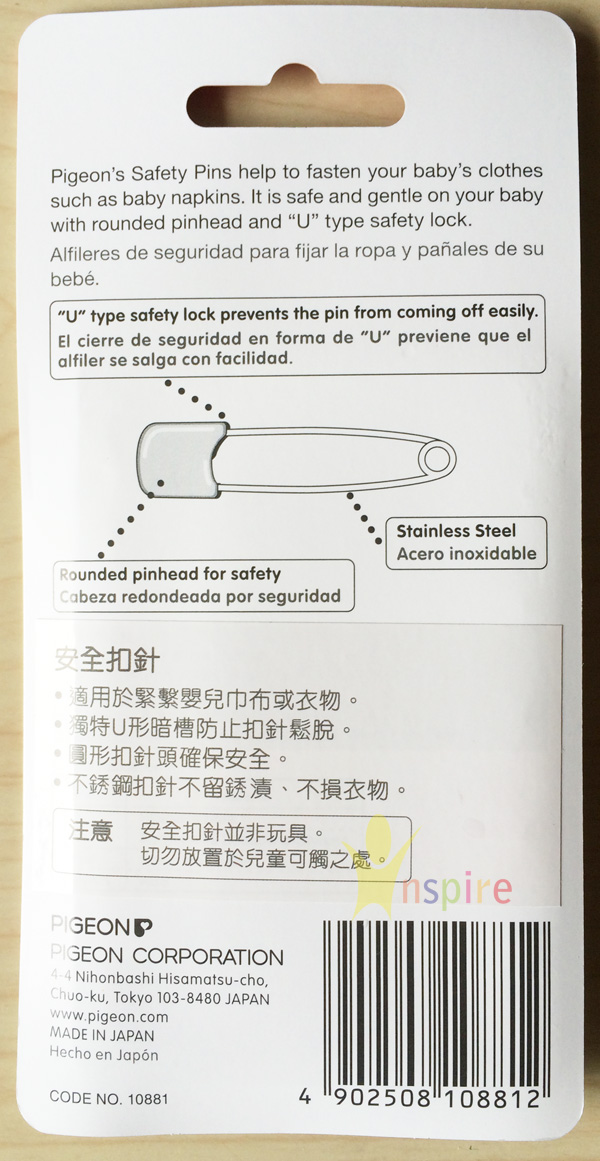 Pigeon's Safety Pins help to fasten your baby's clothes
such as baby napkins. It is safe and gentle on your baby
with rounded pinhead and "U" type safety lock.
Alfileres de seguridad para fijar la ropa y pañales de su
bebé.
"U" type safety lock prevents the pin from coming off easily.
El cierre de seguridad en forma de "U" previene que el
alfiler se salga con facilidad.
Stainless Steel
Acero inoxidable
Rounded pinhead for safety
Cabeza redondeada por seguridad
安全扣針
• 適用於緊繫嬰兒巾布或衣物。
• 獨特U形暗槽防止扣針鬆脫。
• 圓形扣針頭確保安全。
• 不銹鋼扣針不留銹漬、不損衣物。
注意 安全扣針並非玩具。
切勿放置於兒童可觸之處。
nspire
PIGEON
PIGEON CORPORATION
4-4 Nihonbashi Hisamatsu-cho,
Chuo-ku, Tokyo 103-8480 JAPAN
www.pigeon.com
MADE IN JAPAN
Hecho en Japón
CODE NO. 10881
4 902508 108812